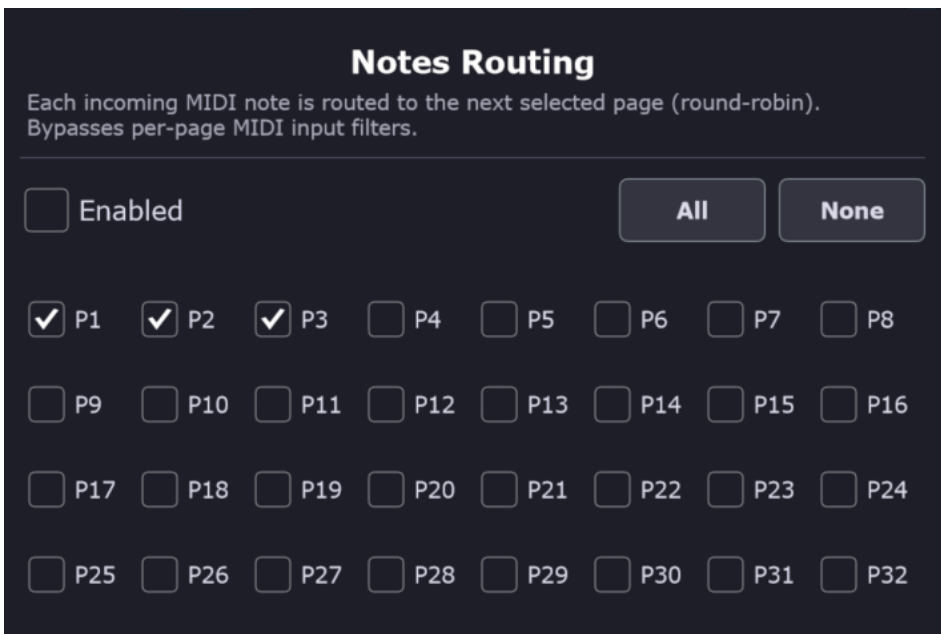 Notes Routing
Each incoming MIDI note is routed to the next selected page (round-robin).
Bypasses per-page MIDI input filters.
Enabled All None
P1 P2 P3 P4 P5 P6 P7 P8
P9 P10 P11 P12 P13 P14 P15 P16
P17 P18 P19 P20 P21 P22 P23 P24
P25 P26 P27 P28 P29 P30 P31 P32